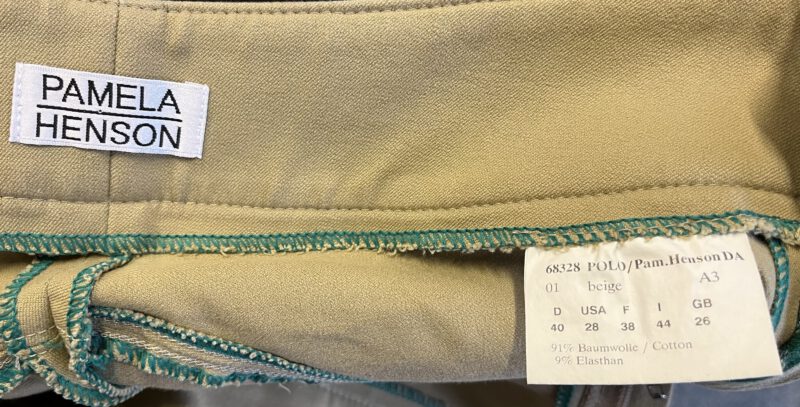 PAMELA
HENSON
68328 POLO/Pam.Henson DA
01 beige A3
D USA F I GB
40 28 38 44 26
91% Baumwolle / Cotton
9% Elasthan